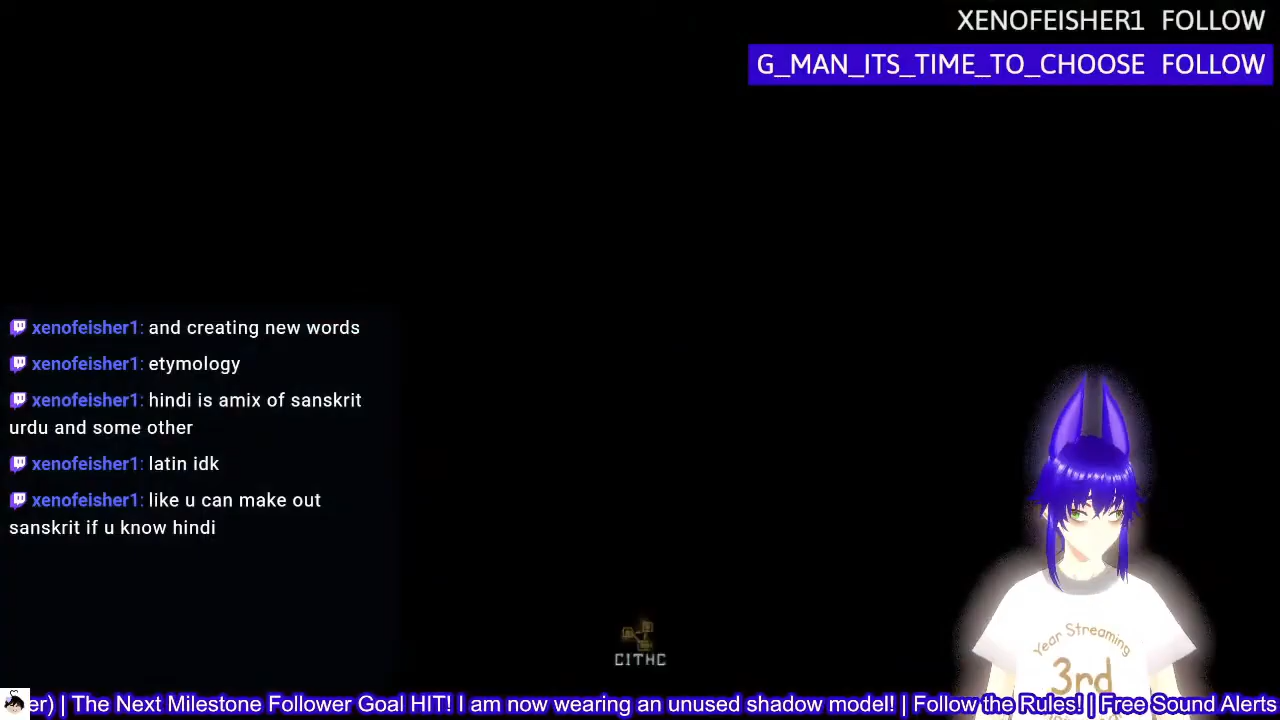 XENOFEISHER1 FOLLOW
G_MAN_ITS_TIME_TO_CHOOSE FOLLOW
xenofeisher1: and creating new words
xenofeisher1: etymology
xenofeisher1: hindi is amix of sanskrit
urdu and some other
xenofeisher1: latin idk
xenofeisher1: like u can make out
sanskrit if u know hindi
CITHC
Year Streaming
3rd
er) | The Next Milestone Follower Goal HIT! I am now wearing an unused shadow model! | Follow the Rules! | Free Sound Alerts